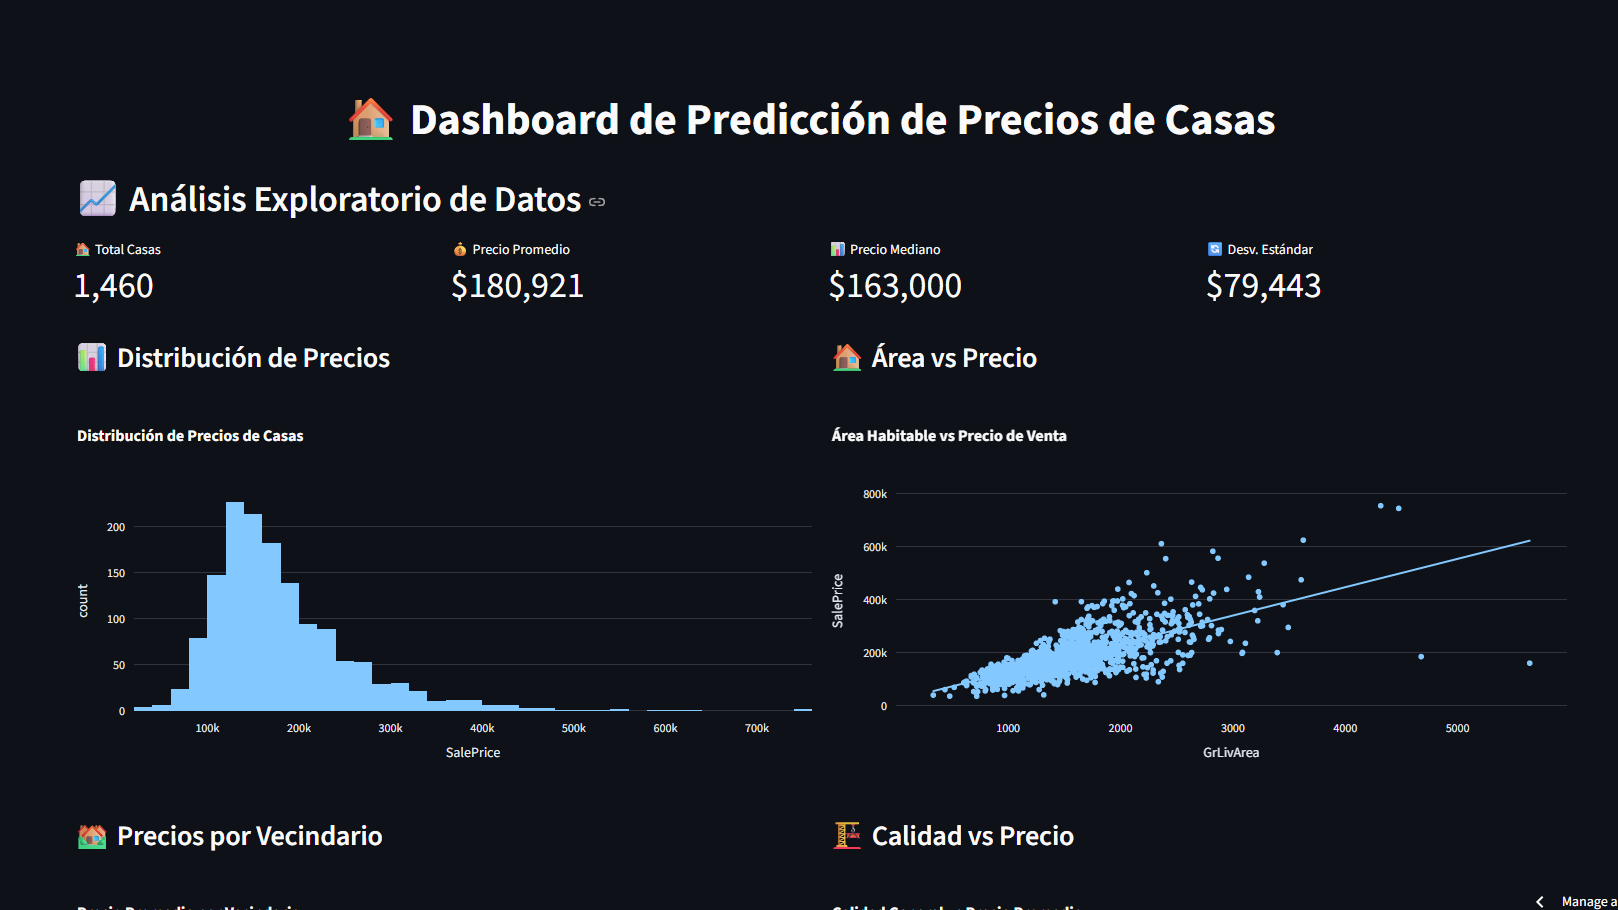 Dashboard de Predicción de Precios de Casas
Análisis Exploratorio de Datos
Total Casas
1,460
Precio Promedio
$180,921
Precio Mediano
$163,000
Desv. Estándar
$79,443
Distribución de Precios
Distribución de Precios de Casas
200
150
100
50
0
count
100k
200k
300k
400k
500k
600k
700k
SalePrice
Área vs Precio
Área Habitable vs Precio de Venta
800k
600k
400k
200k
0
SalePrice
1000
2000
3000
4000
5000
GrLivArea
Precios por Vecindario
Calidad vs Precio
Manage a